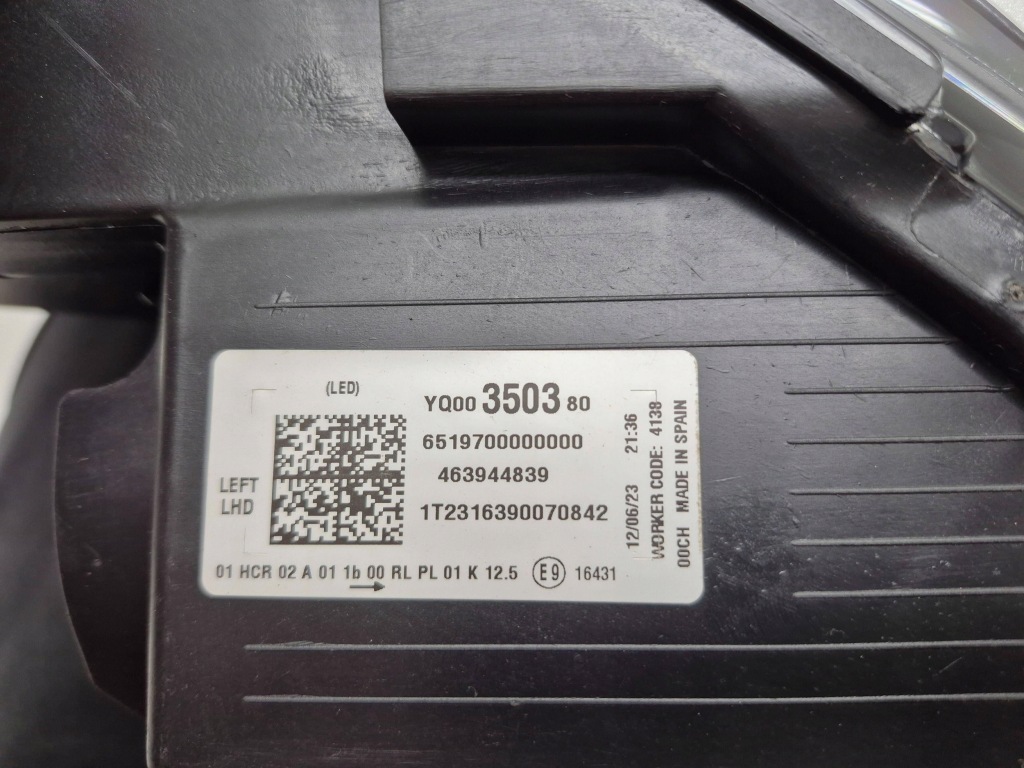 (LED)
YQ00 3503 80
6519700000000
463944839
1T2316390070842
LEFT
LHD
01 HCR 02 A 01 1b 00 RL PL 01 K 12.5 E9 16431
12/06/23 21:36
WORKER CODE: 4138
00CH MADE IN SPAIN